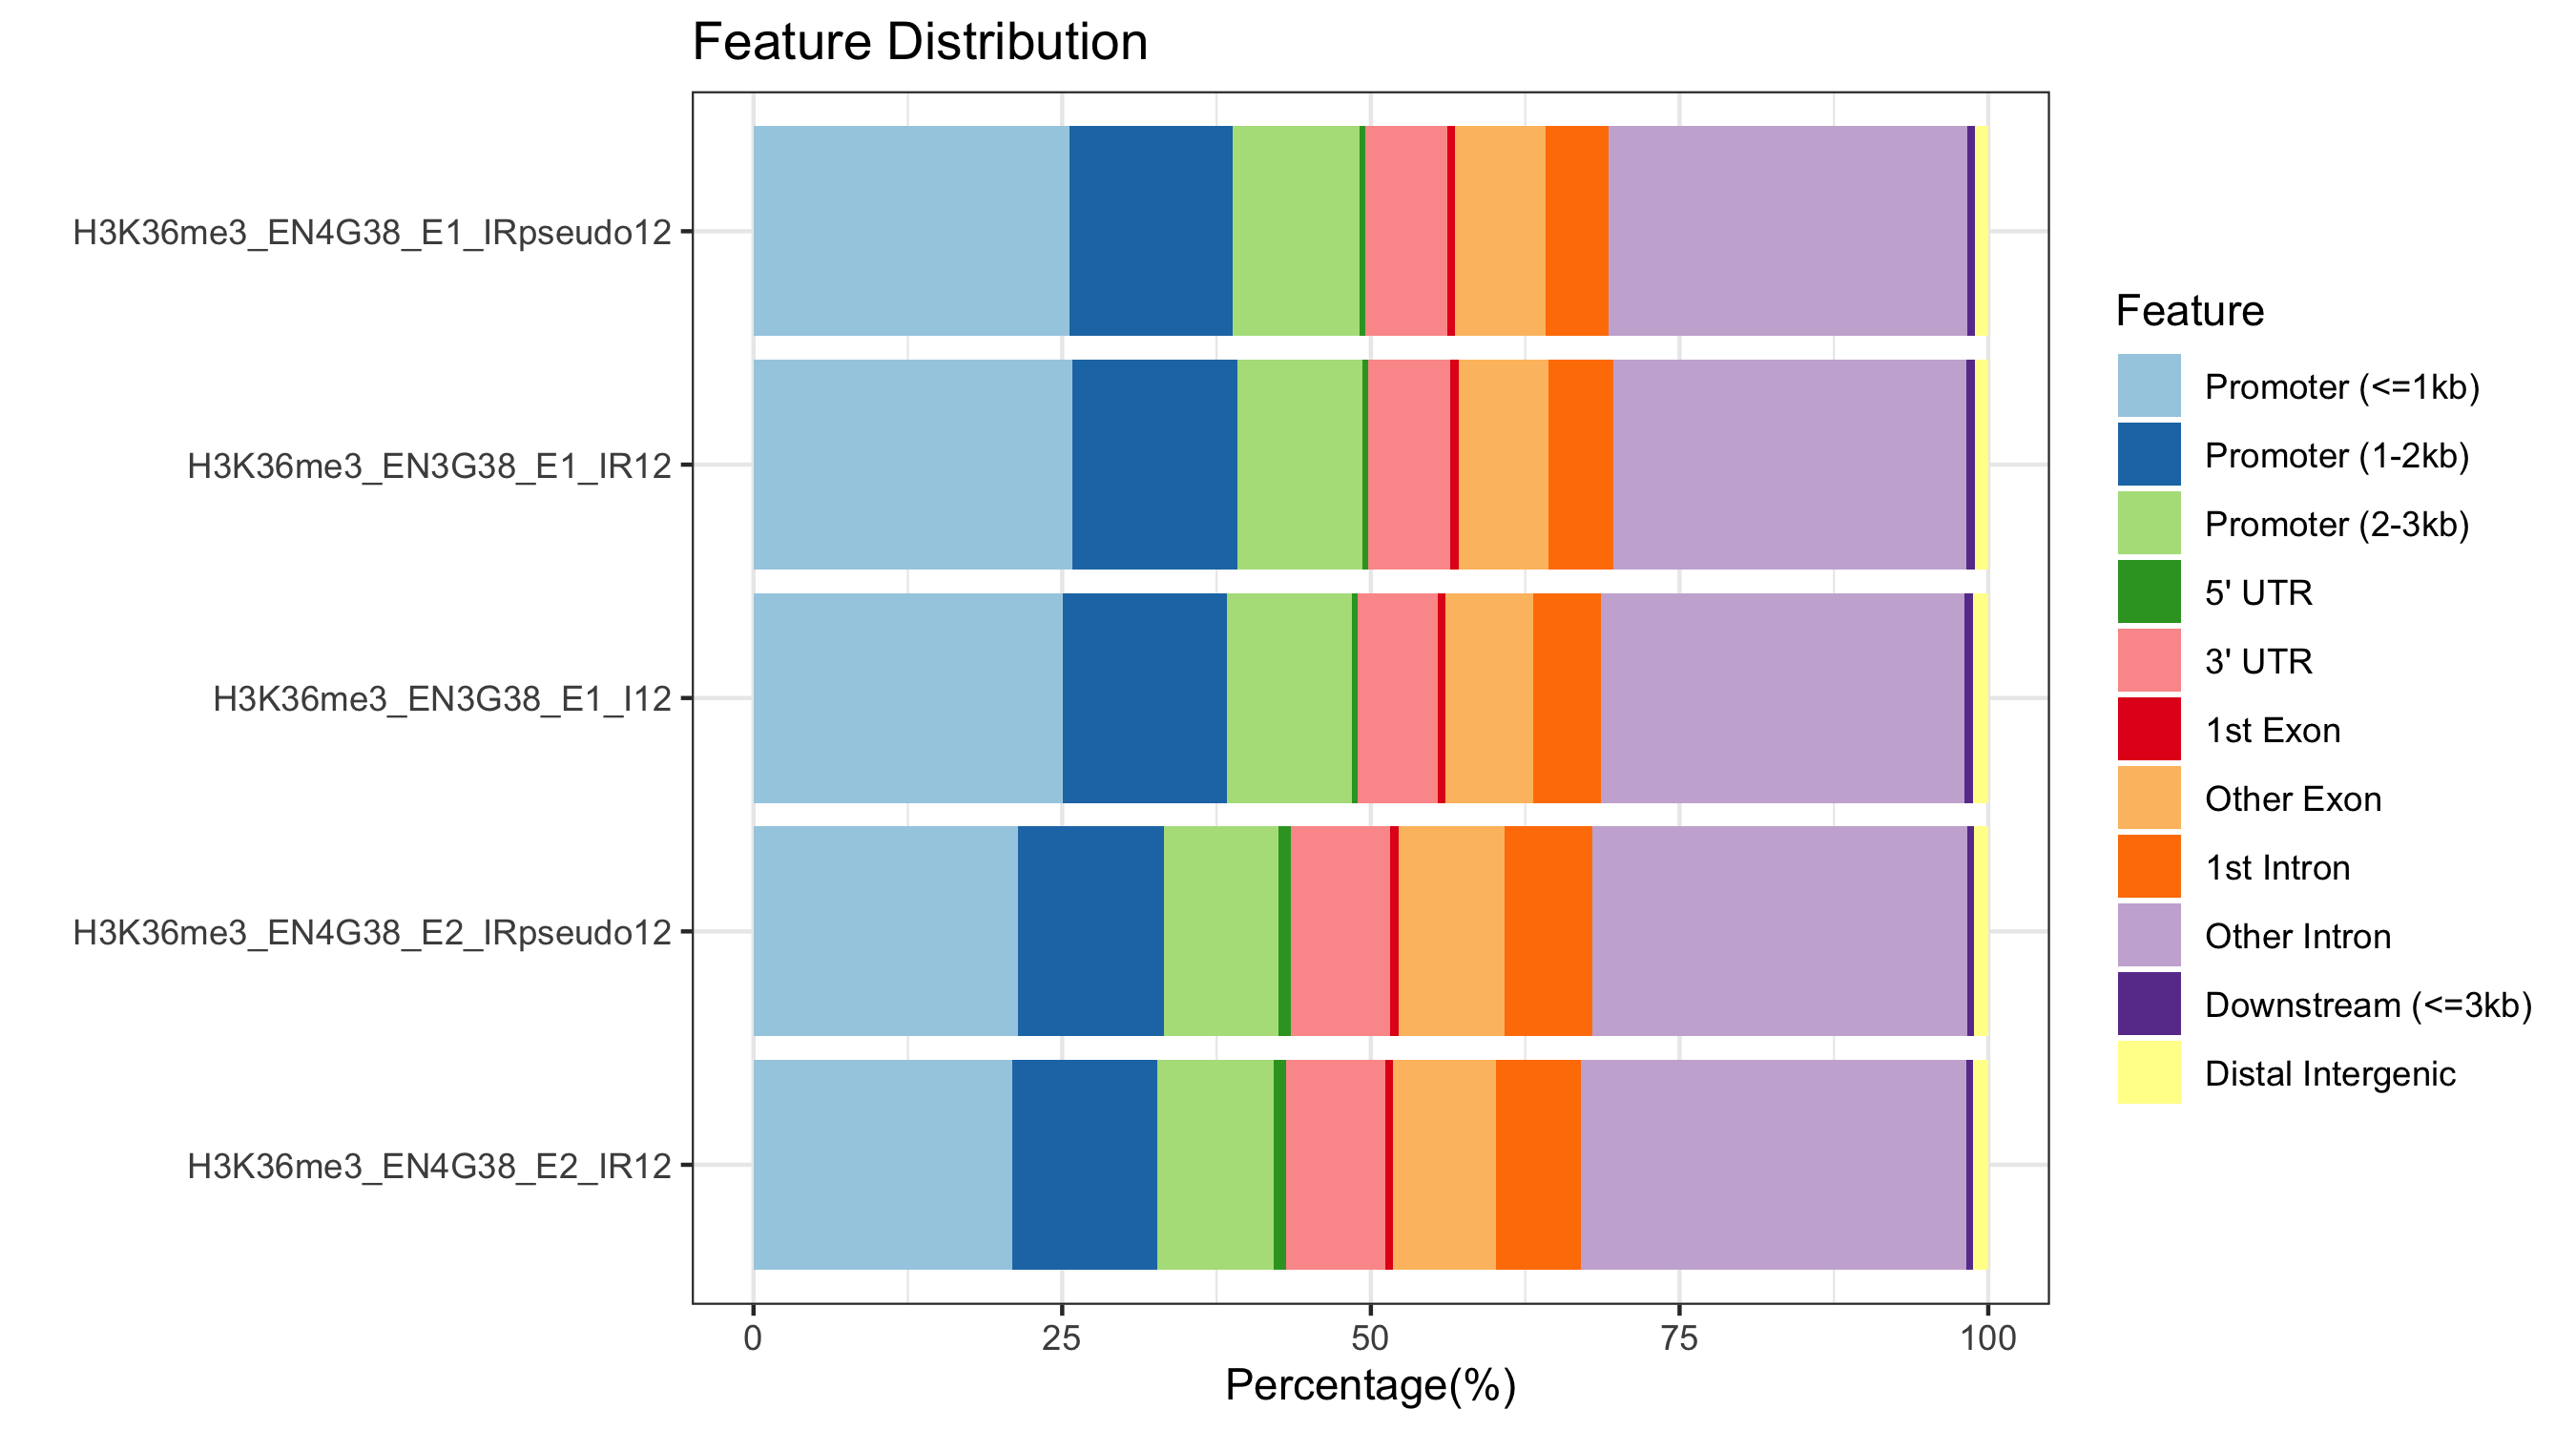 Feature Distribution
H3K36me3_EN4G38_E1_IRpseudo12
H3K36me3_EN3G38_E1_IR12
H3K36me3_EN3G38_E1_I12
H3K36me3_EN4G38_E2_IRpseudo12
H3K36me3_EN4G38_E2_IR12
0 25 50 75 100
Percentage(%)
Feature
Promoter (<=1kb)
Promoter (1-2kb)
Promoter (2-3kb)
5' UTR
3' UTR
1st Exon
Other Exon
1st Intron
Other Intron
Downstream (<=3kb)
Distal Intergenic